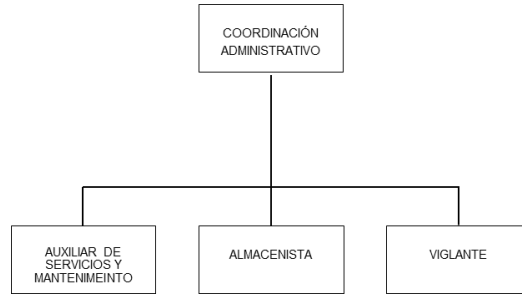 COORDINACIÓN
ADMINISTRATIVO
AUXILIAR DE
SERVICIOS Y
MANTENIMEINTO
ALMACENISTA
VIGLANTE